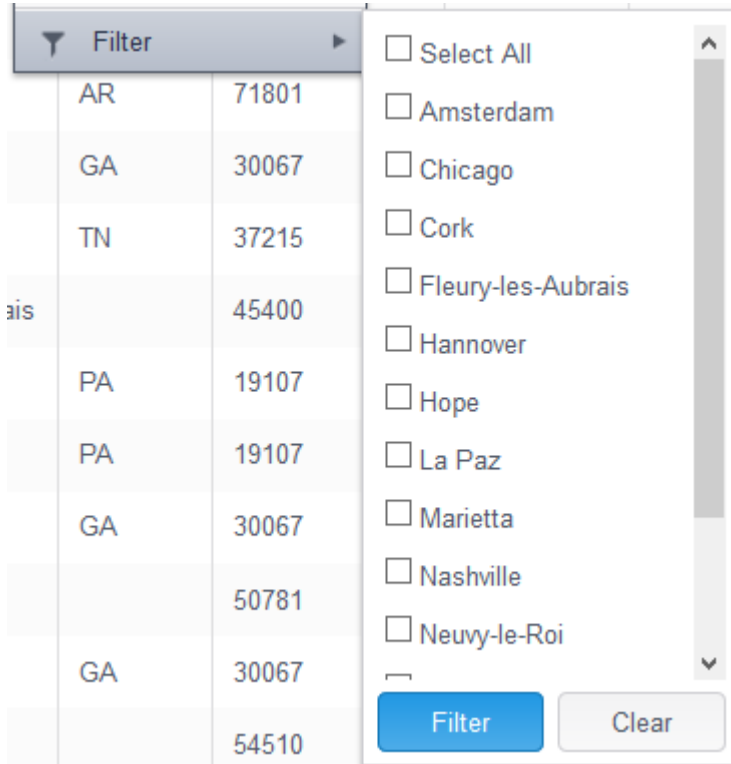 Filter
AR 71801
GA 30067
TN 37215
ais 45400
PA 19107
PA 19107
GA 30067
50781
GA 30067
54510
Select All
Amsterdam
Chicago
Cork
Fleury-les-Aubrais
Hannover
Hope
La Paz
Marietta
Nashville
Neuvy-le-Roi
Filter Clear